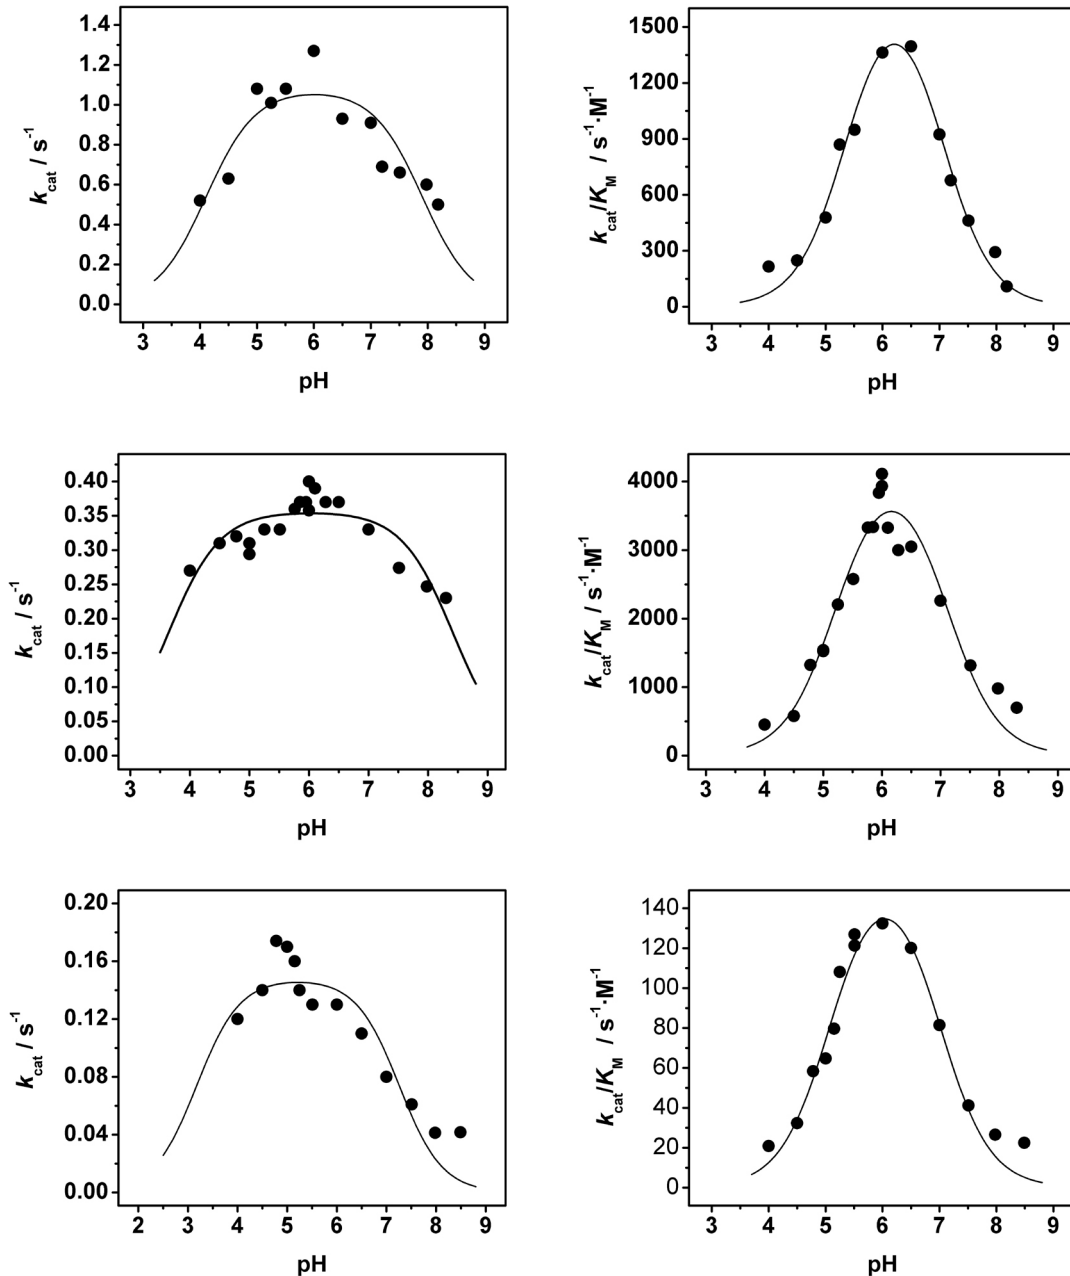 1.4
1.2
1.0
0.8
0.6
0.4
0.2
0.0
k_cat / s^-1
3 4 5 6 7 8 9
pH
1500
1200
900
600
300
0
k_cat/K_M / s^-1·M^-1
3 4 5 6 7 8 9
pH
0.40
0.35
0.30
0.25
0.20
0.15
0.10
0.05
0.00
k_cat / s^-1
3 4 5 6 7 8 9
pH
4000
3000
2000
1000
0
k_cat/K_M / s^-1·M^-1
3 4 5 6 7 8 9
pH
0.20
0.16
0.12
0.08
0.04
0.00
k_cat / s^-1
2 3 4 5 6 7 8 9
pH
140
120
100
80
60
40
20
0
k_cat/K_M / s^-1·M^-1
3 4 5 6 7 8 9
pH